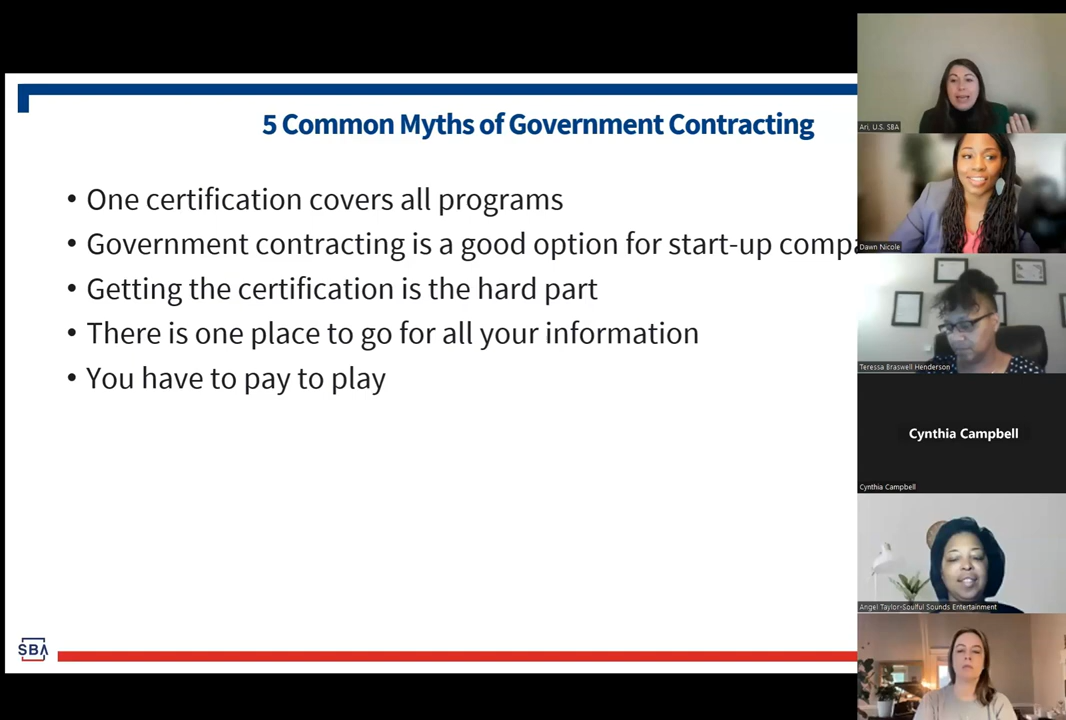 5 Common Myths of Government Contracting
• One certification covers all programs
• Government contracting is a good option for start-up
• Getting the certification is the hard part
• There is one place to go for all your information
• You have to pay to play
SBA
Ari, U.S. SBA
Dawn Nicole
Teressa Braswell Henderson
Cynthia Campbell
Cynthia Campbell
Angel Taylor-Soulful Sounds Entertainment